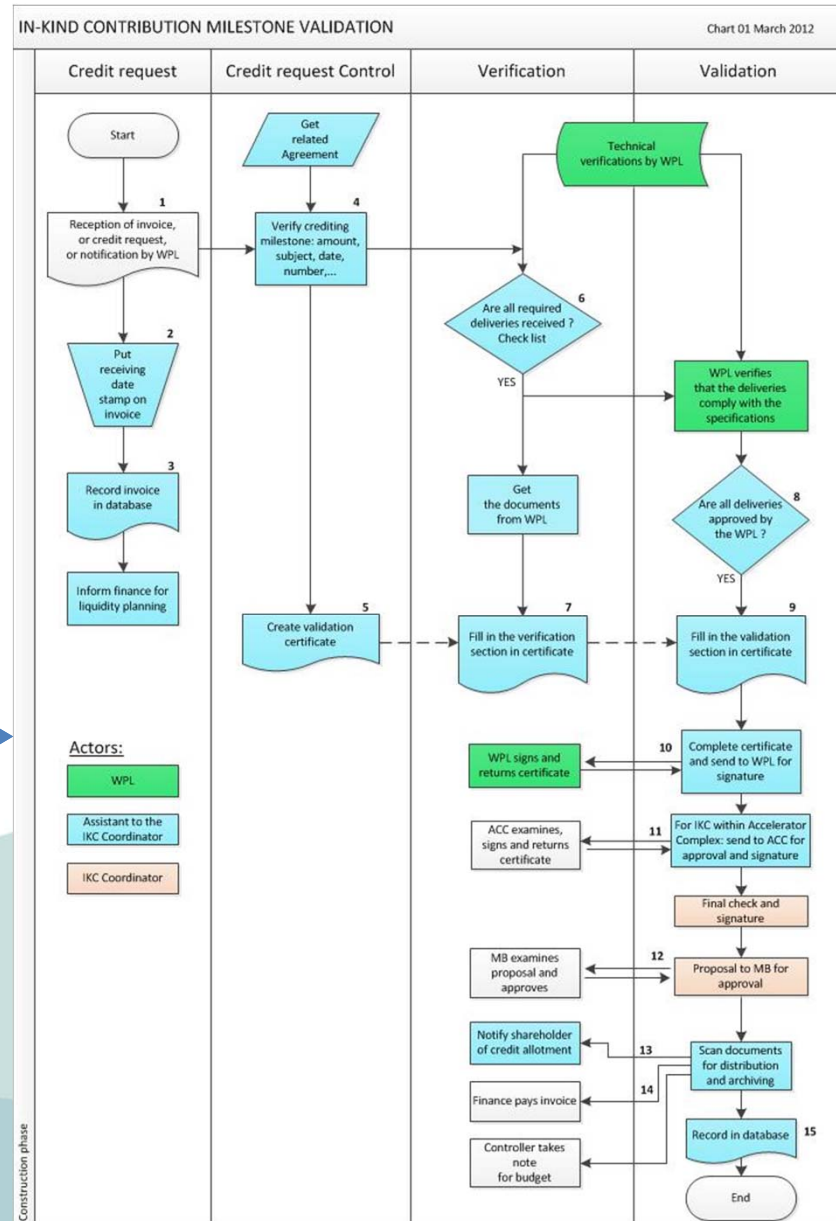 IN-KIND CONTRIBUTION MILESTONE VALIDATION
Chart 01 March 2012
Credit request
Credit request Control
Verification
Validation
Start
1
Reception of invoice,
or credit request,
or notification by WPL
2
Put
receiving
date
stamp on
invoice
3
Record invoice
in database
Inform finance for
liquidity planning
Actors:
WPL
Assistant to the
IKC Coordinator
IKC Coordinator
Get
related
Agreement
4
Verify crediting
milestone: amount,
subject, date,
number,...
5
Create validation
certificate
Technical
verifications by WPL
6
Are all required
deliveries received ?
Check list
YES
Get
the documents
from WPL
7
Fill in the verification
section in certificate
WPL verifies
that the deliveries
comply with the
specifications
8
Are all deliveries
approved by
the WPL ?
YES
9
Fill in the validation
section in certificate
10
Complete certificate
and send to WPL for
signature
WPL signs and
returns certificate
11
For IKC within Accelerator
Complex: send to ACC for
approval and signature
ACC examines,
signs and returns
certificate
Final check and
signature
12
Proposal to MB for
approval
MB examines
proposal and
approves
13
Scan documents
for distribution
and archiving
Notify shareholder
of credit allotment
14
Finance pays invoice
Controller takes
note
for budget
15
Record in database
End
Construction phase